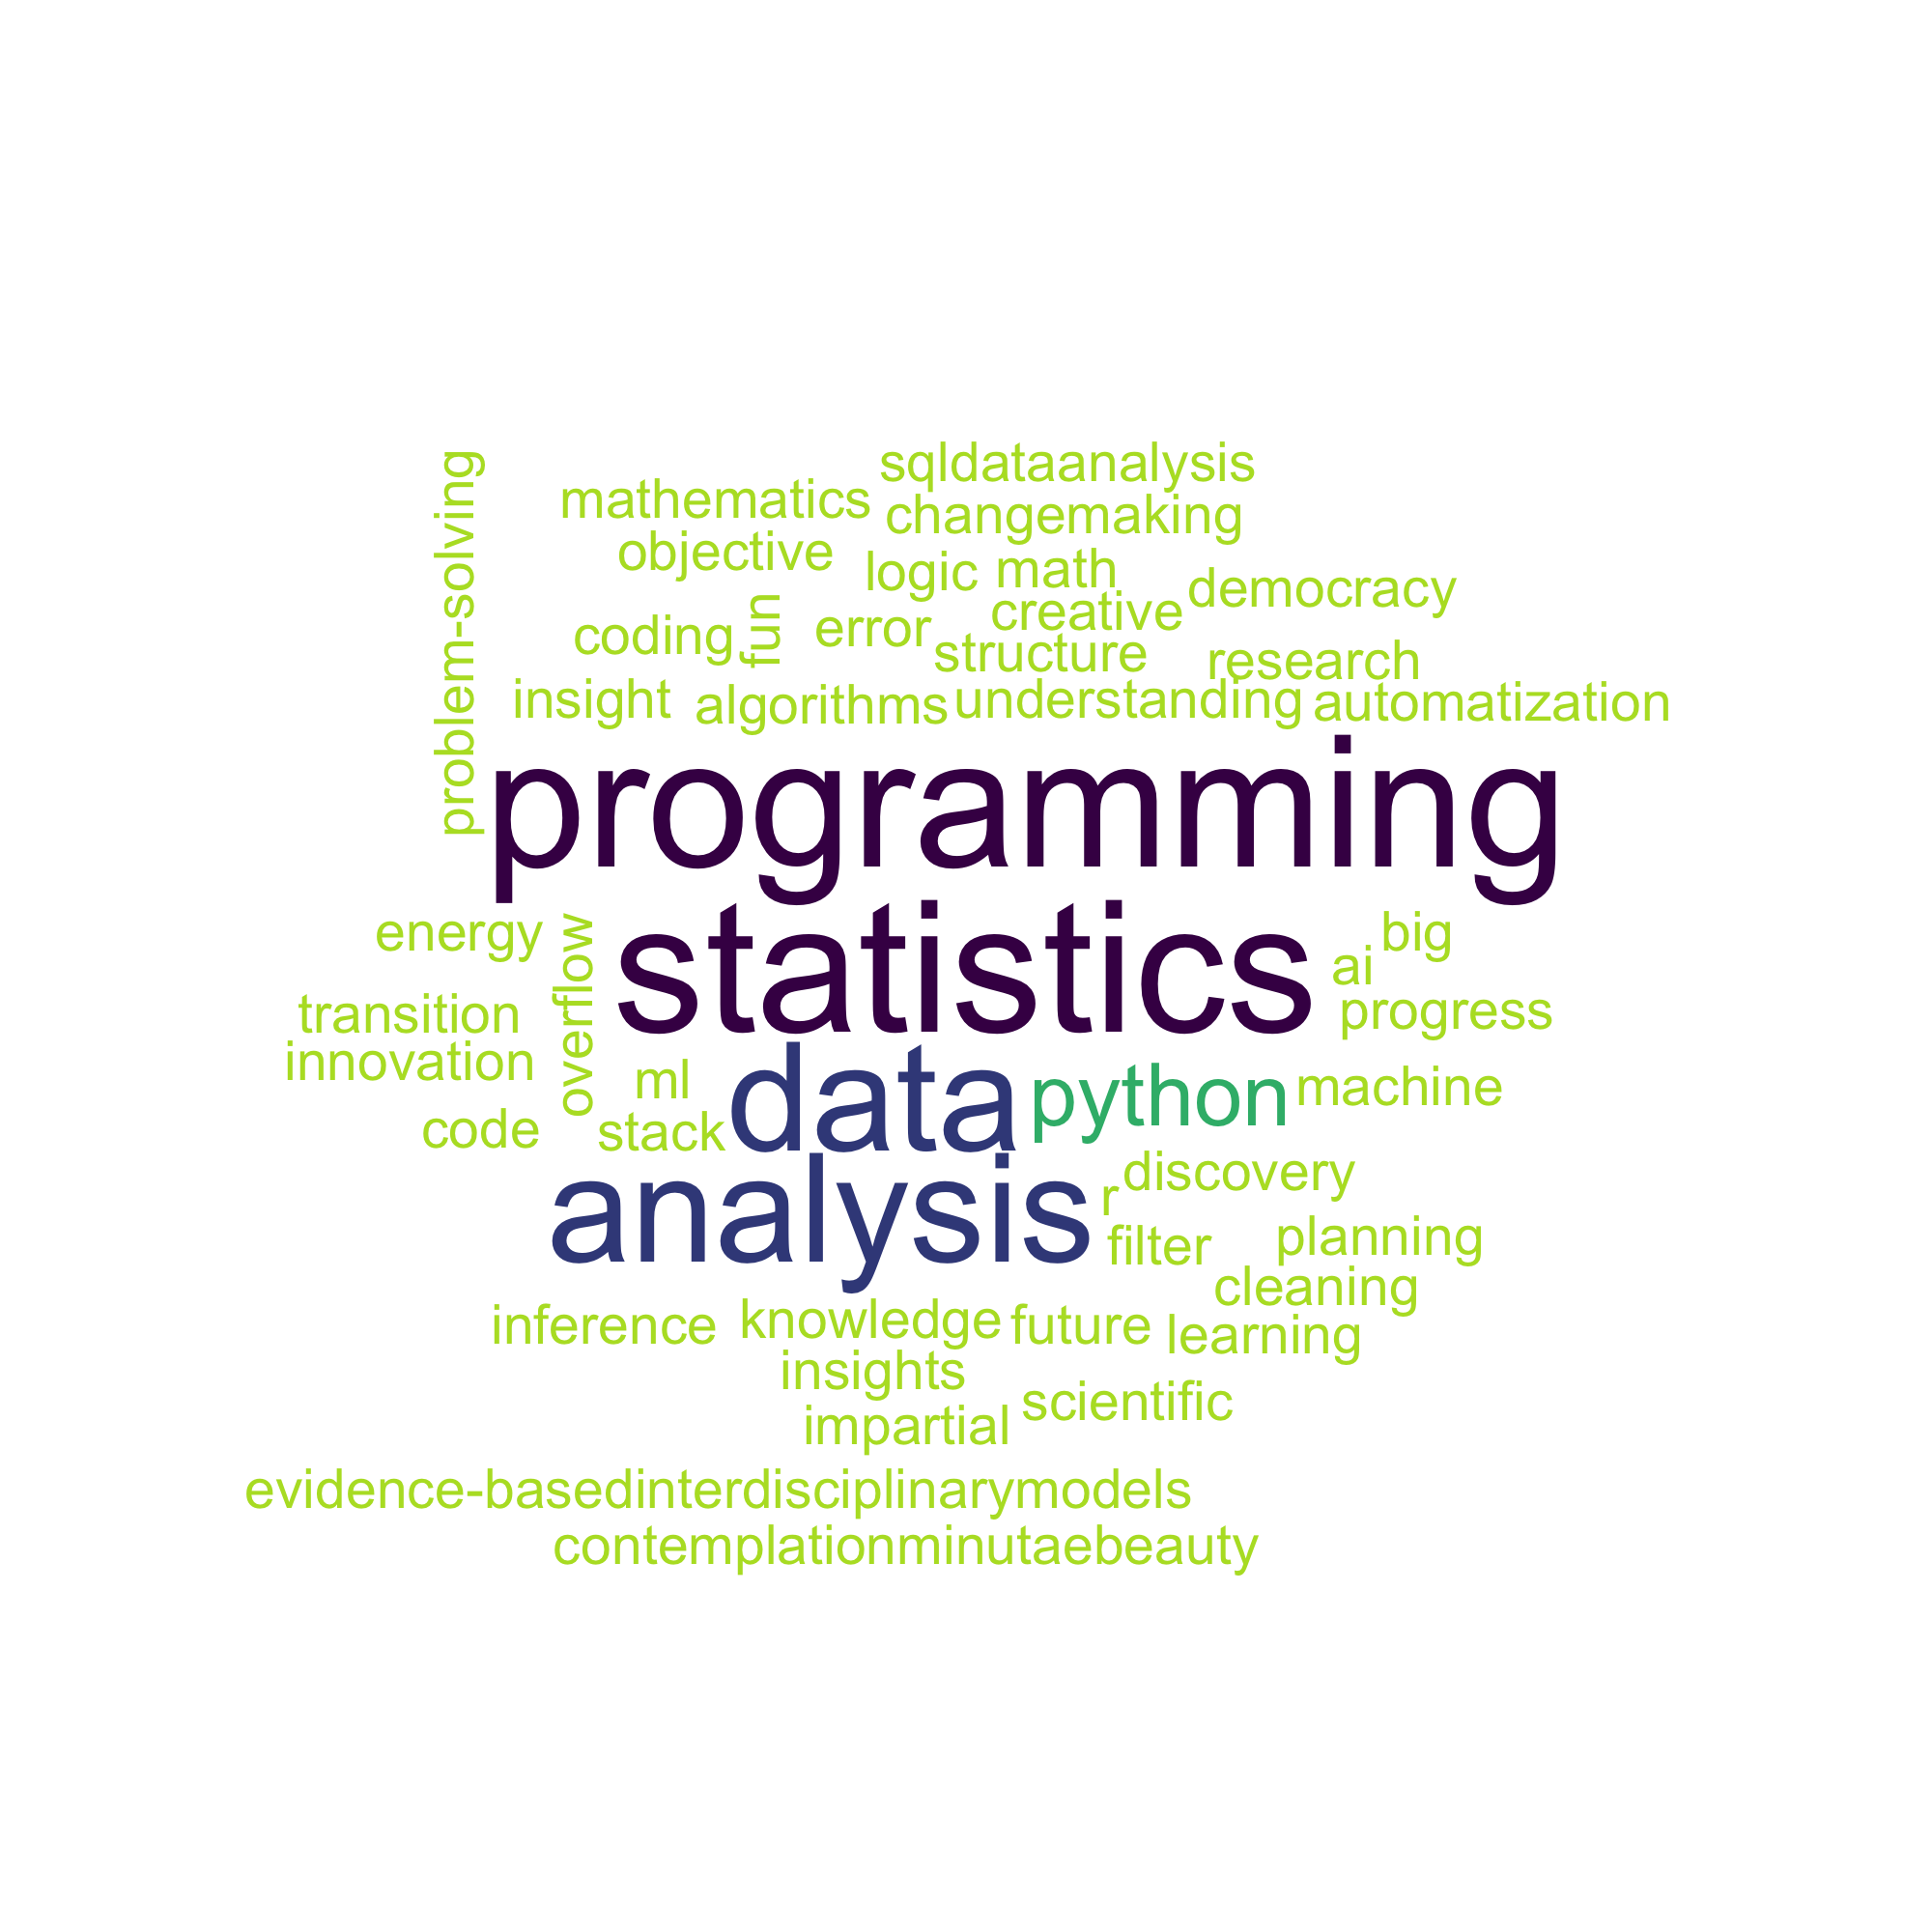 problem-solving
sqldataanalysis
mathematics
changemaking
objective
logic math
democracy
creative
coding fun error
structure
research
insight algorithms understanding automatization
programming
statistics
energy
overflow
big
ai
transition
progress
innovation
ml
data python machine
code
stack
discovery
analysis
r
filter planning
cleaning
inference knowledge future learning
insights
scientific
impartial
evidence-basedinterdisciplinarymodels
contemplationminutaebeauty